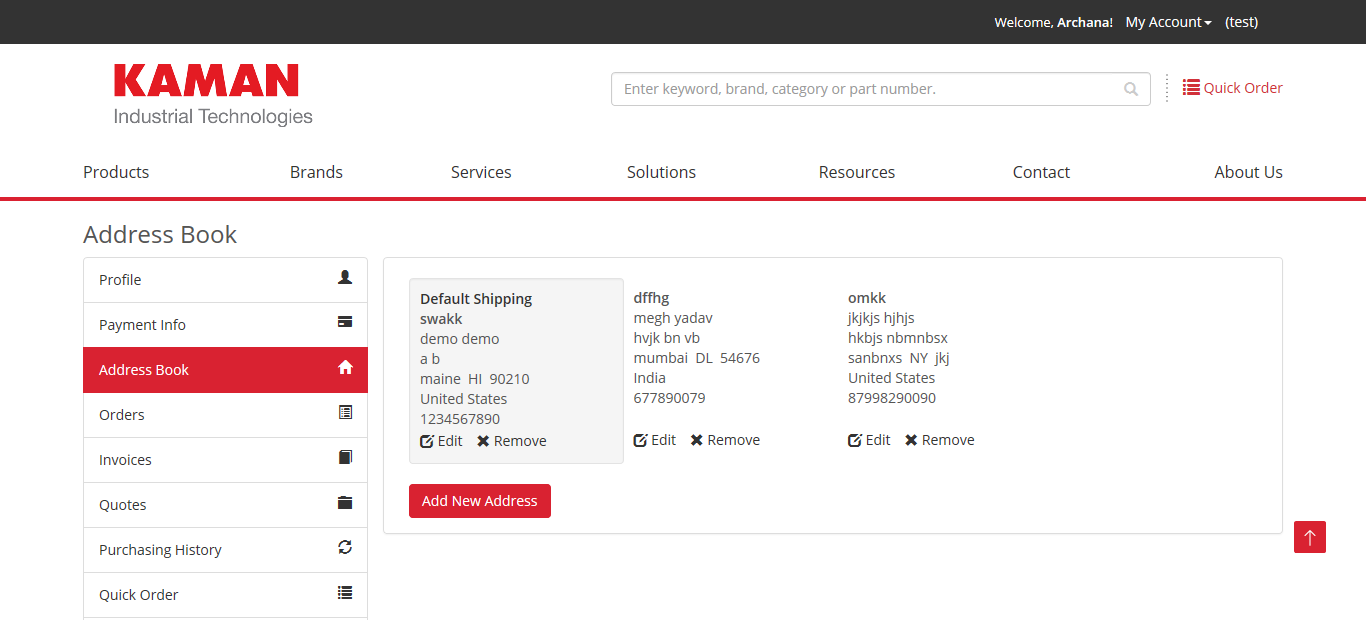 Welcome, Archana! My Account (test)
KAMAN
Industrial Technologies
Enter keyword, brand, category or part number.
Quick Order
Products Brands Services Solutions Resources Contact About Us
Address Book
Profile
Payment Info
Address Book
Orders
Invoices
Quotes
Purchasing History
Quick Order
Default Shipping
swakk
demo demo
a b
maine HI 90210
United States
1234567890
Edit Remove
dffhg
megh yadav
hvjk bn vb
mumbai DL 54676
India
677890079
Edit Remove
omkk
jkjkjs hjhjs
hkbjs nbmnbsx
sanbnxs NY jkj
United States
87998290090
Edit Remove
Add New Address